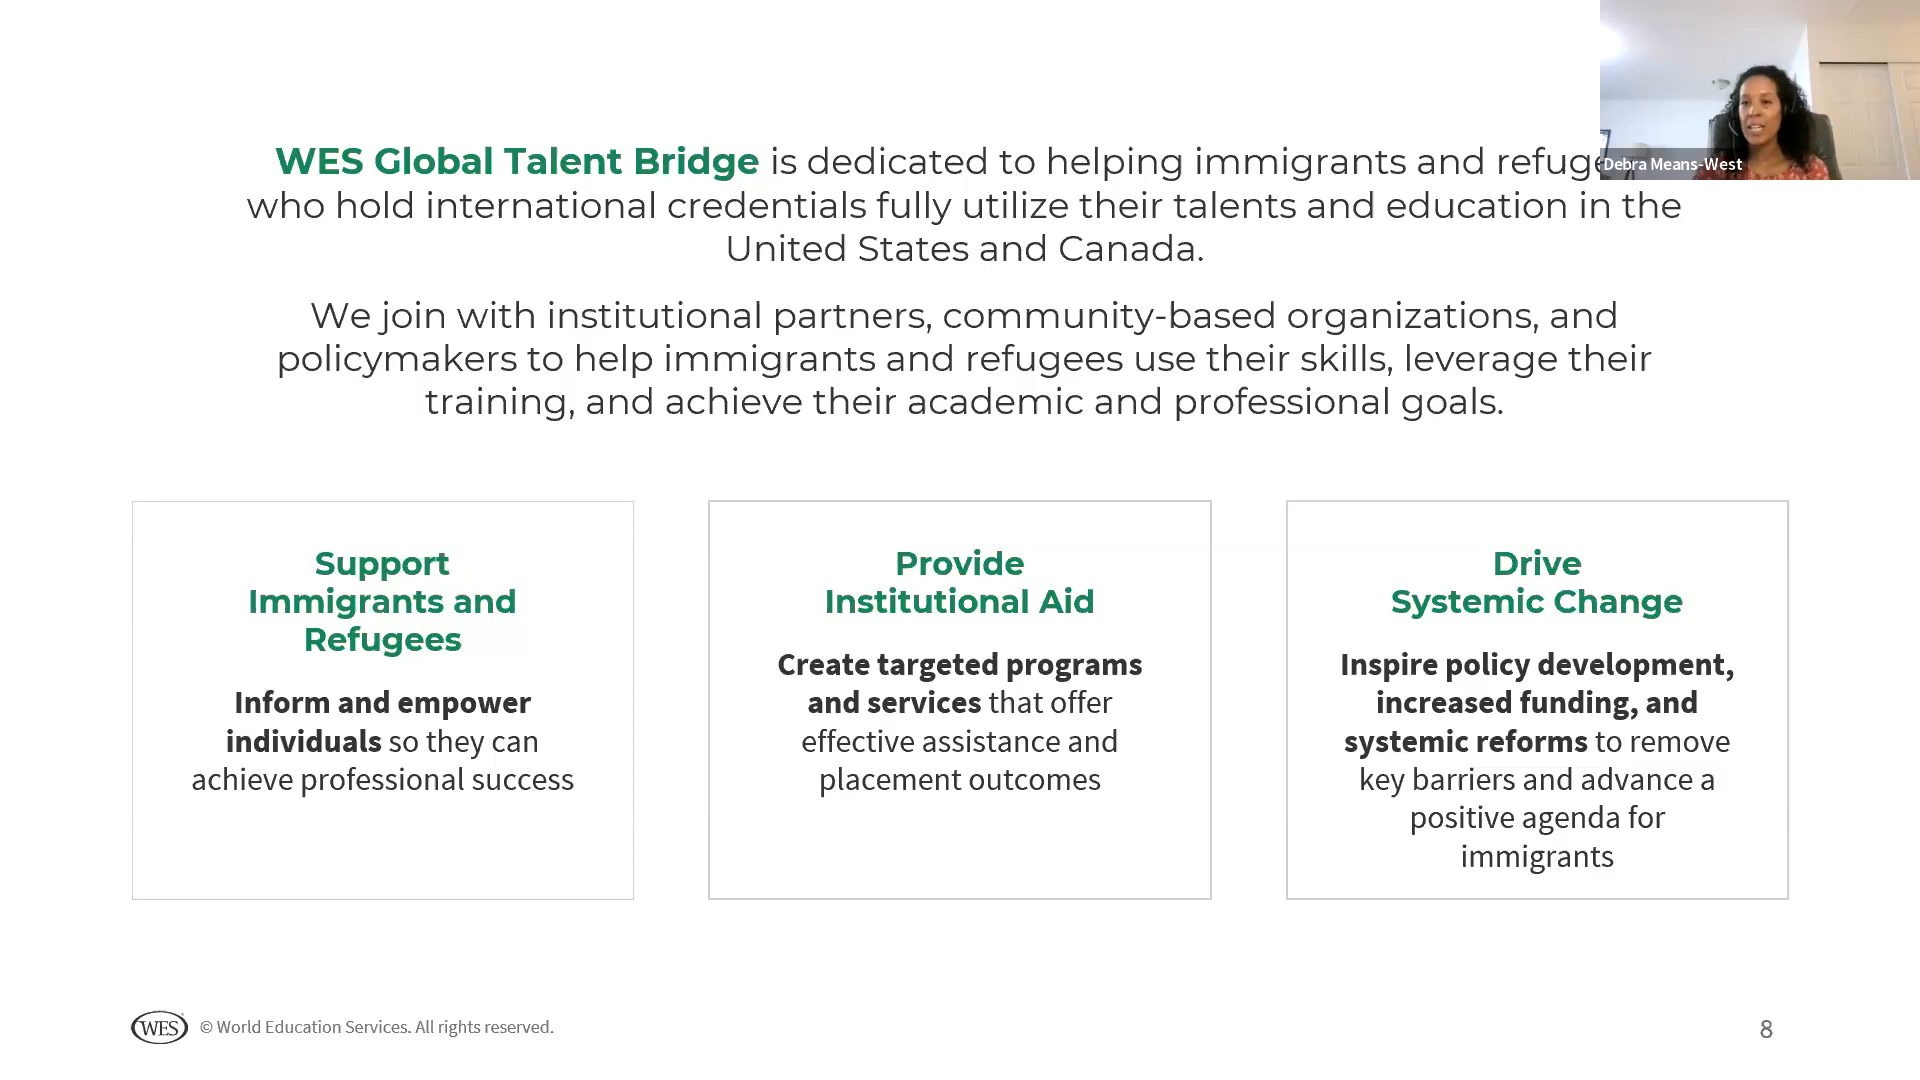 WES Global Talent Bridge is dedicated to helping immigrants and
who hold international credentials fully utilize their talents and education in the
United States and Canada.
We join with institutional partners, community-based organizations, and
policymakers to help immigrants and refugees use their skills, leverage their
training, and achieve their academic and professional goals.
Debra Means-West
Support
Immigrants and
Refugees
Inform and empower
individuals so they can
achieve professional success
Provide
Institutional Aid
Create targeted programs
and services that offer
effective assistance and
placement outcomes
Drive
Systemic Change
Inspire policy development,
increased funding, and
systemic reforms to remove
key barriers and advance a
positive agenda for
immigrants
WES © World Education Services. All rights reserved.
8